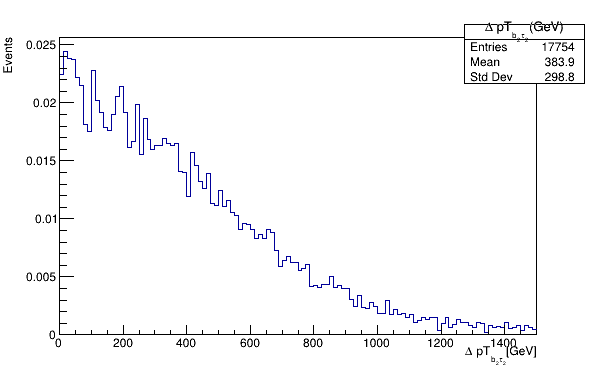 Δ pT_{b₂τ₂}(GeV)
Entries 17754
Mean 383.9
Std Dev 298.8
Events
0.025
0.02
0.015
0.01
0.005
0
0 200 400 600 800 1000 1200 1400
Δ pT_{b₂τ₂}[GeV]